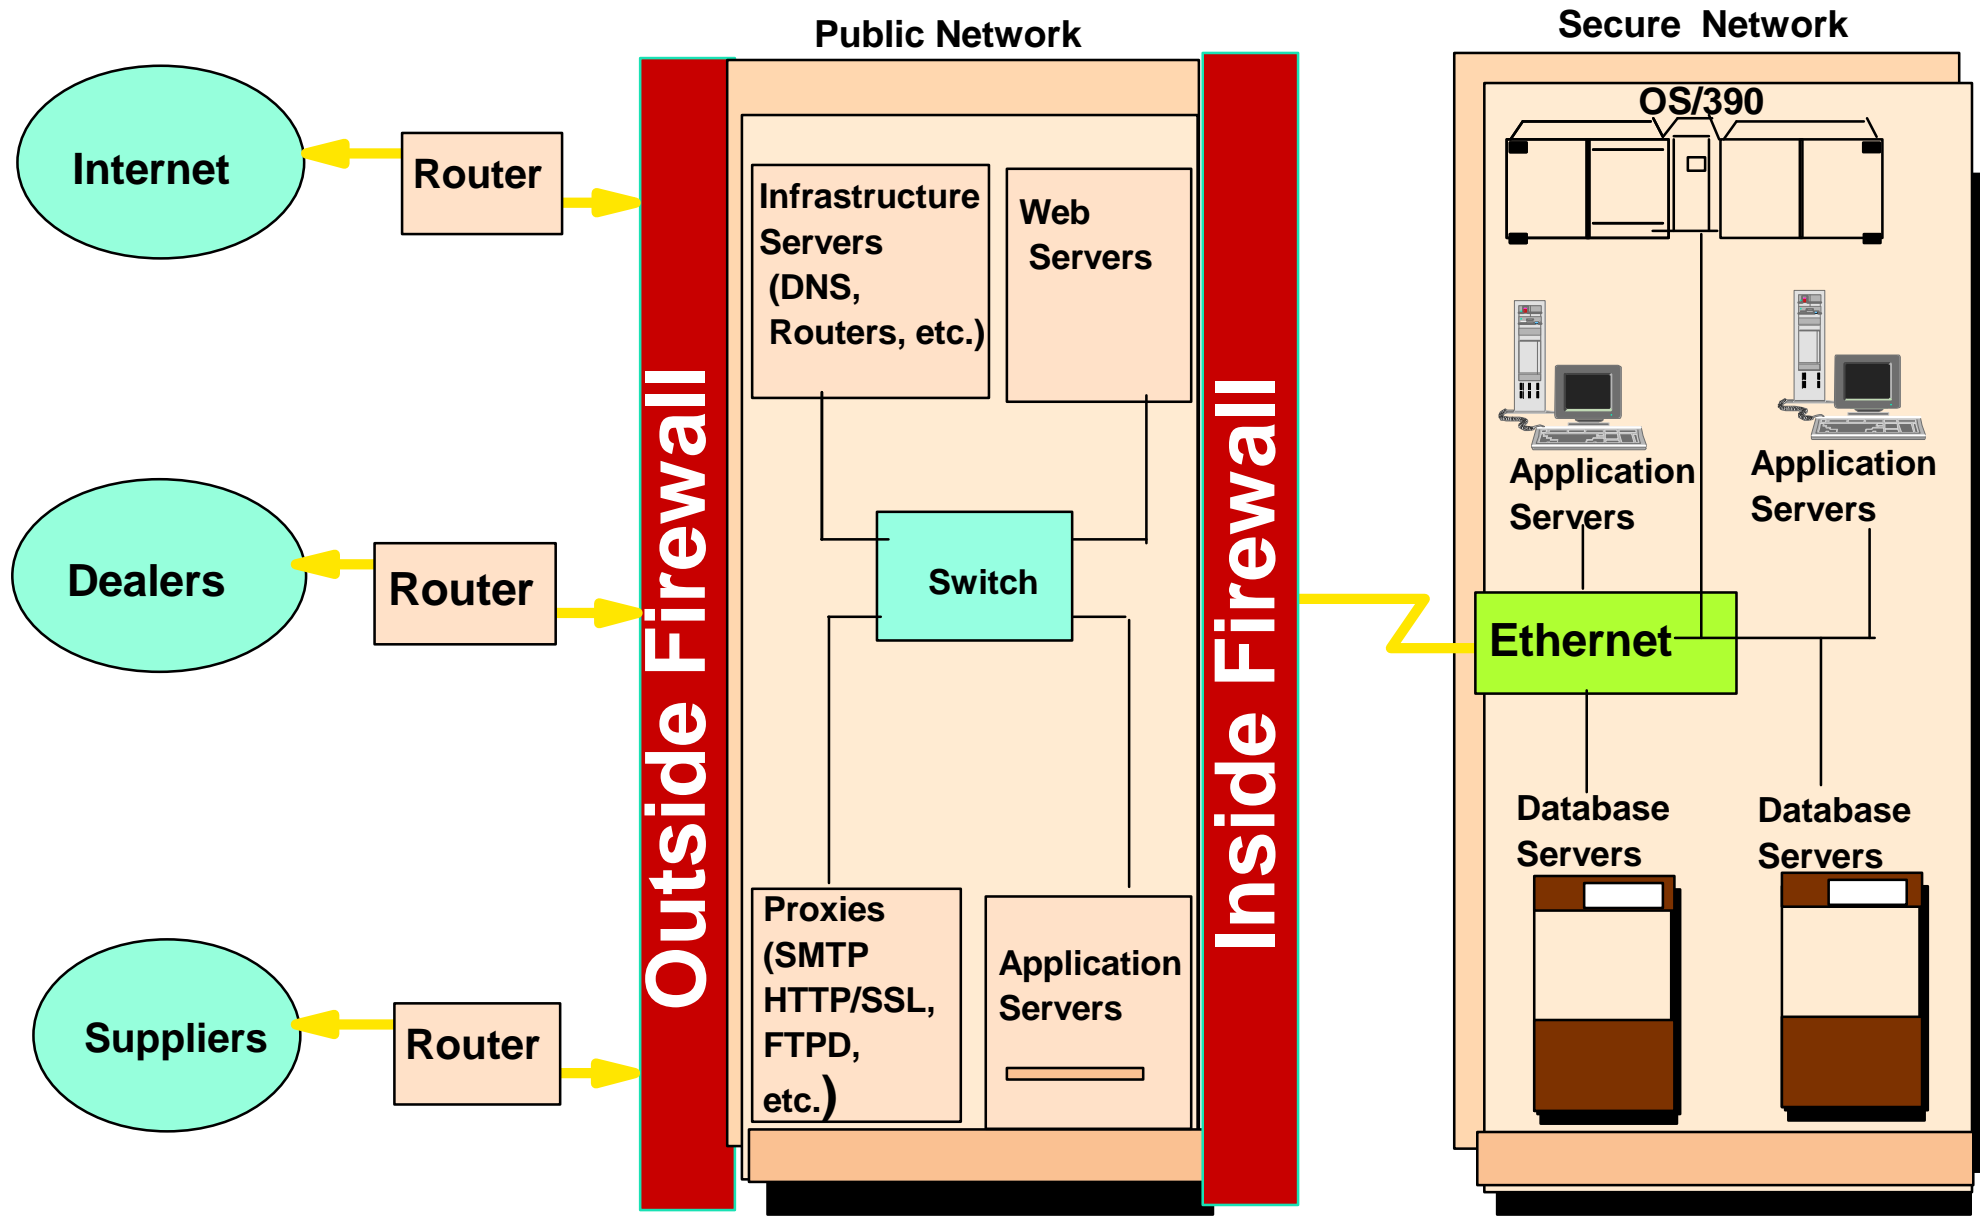 Public Network
Secure Network
Internet
Router
Dealers
Router
Suppliers
Router
Outside Firewall
Infrastructure
Servers
(DNS,
Routers, etc.)
Web
Servers
Switch
Proxies
(SMTP
HTTP/SSL,
FTPD,
etc.)
Application
Servers
Inside Firewall
OS/390
Application
Servers
Application
Servers
Ethernet
Database
Servers
Database
Servers